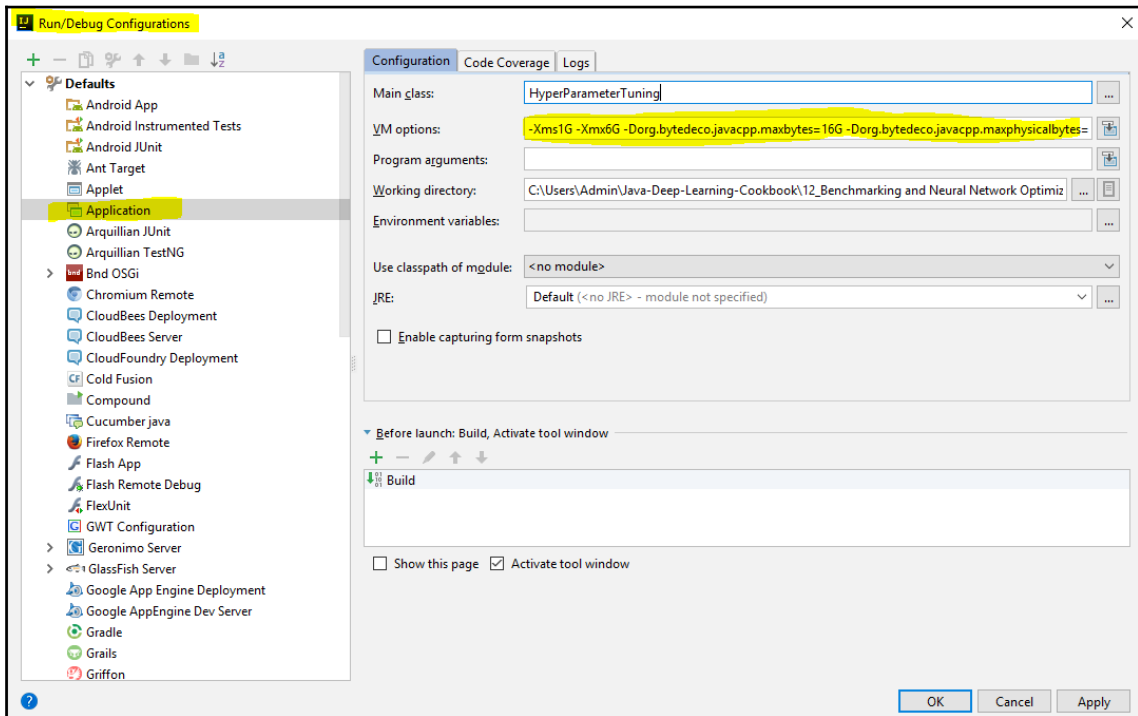 Run/Debug Configurations
Defaults
Android App
Android Instrumented Tests
Android JUnit
Ant Target
Applet
Application
Arquillian JUnit
Arquillian TestNG
bnd Bnd OSGi
Chromium Remote
CloudBees Deployment
CloudBees Server
CloudFoundry Deployment
CF Cold Fusion
Compound
Cucumber java
Firefox Remote
Flash App
Flash Remote Debug
FlexUnit
G GWT Configuration
Geronimo Server
GlassFish Server
Google App Engine Deployment
Google AppEngine Dev Server
Gradle
Grails
Griffon
Configuration Code Coverage Logs
Main class: HyperParameterTuning ...
VM options: -Xms1G -Xmx6G -Dorg.bytedeco.javacpp.maxbytes=16G -Dorg.bytedeco.javacpp.maxphysicalbytes=
Program arguments:
Working directory: C:\Users\Admin\Java-Deep-Learning-Cookbook\12_Benchmarking and Neural Network Optimiz ...
Environment variables: ...
Use classpath of module: <no module>
JRE: Default (<no JRE> - module not specified) ...
Enable capturing form snapshots
Before launch: Build, Activate tool window
Build
Show this page Activate tool window
? OK Cancel Apply